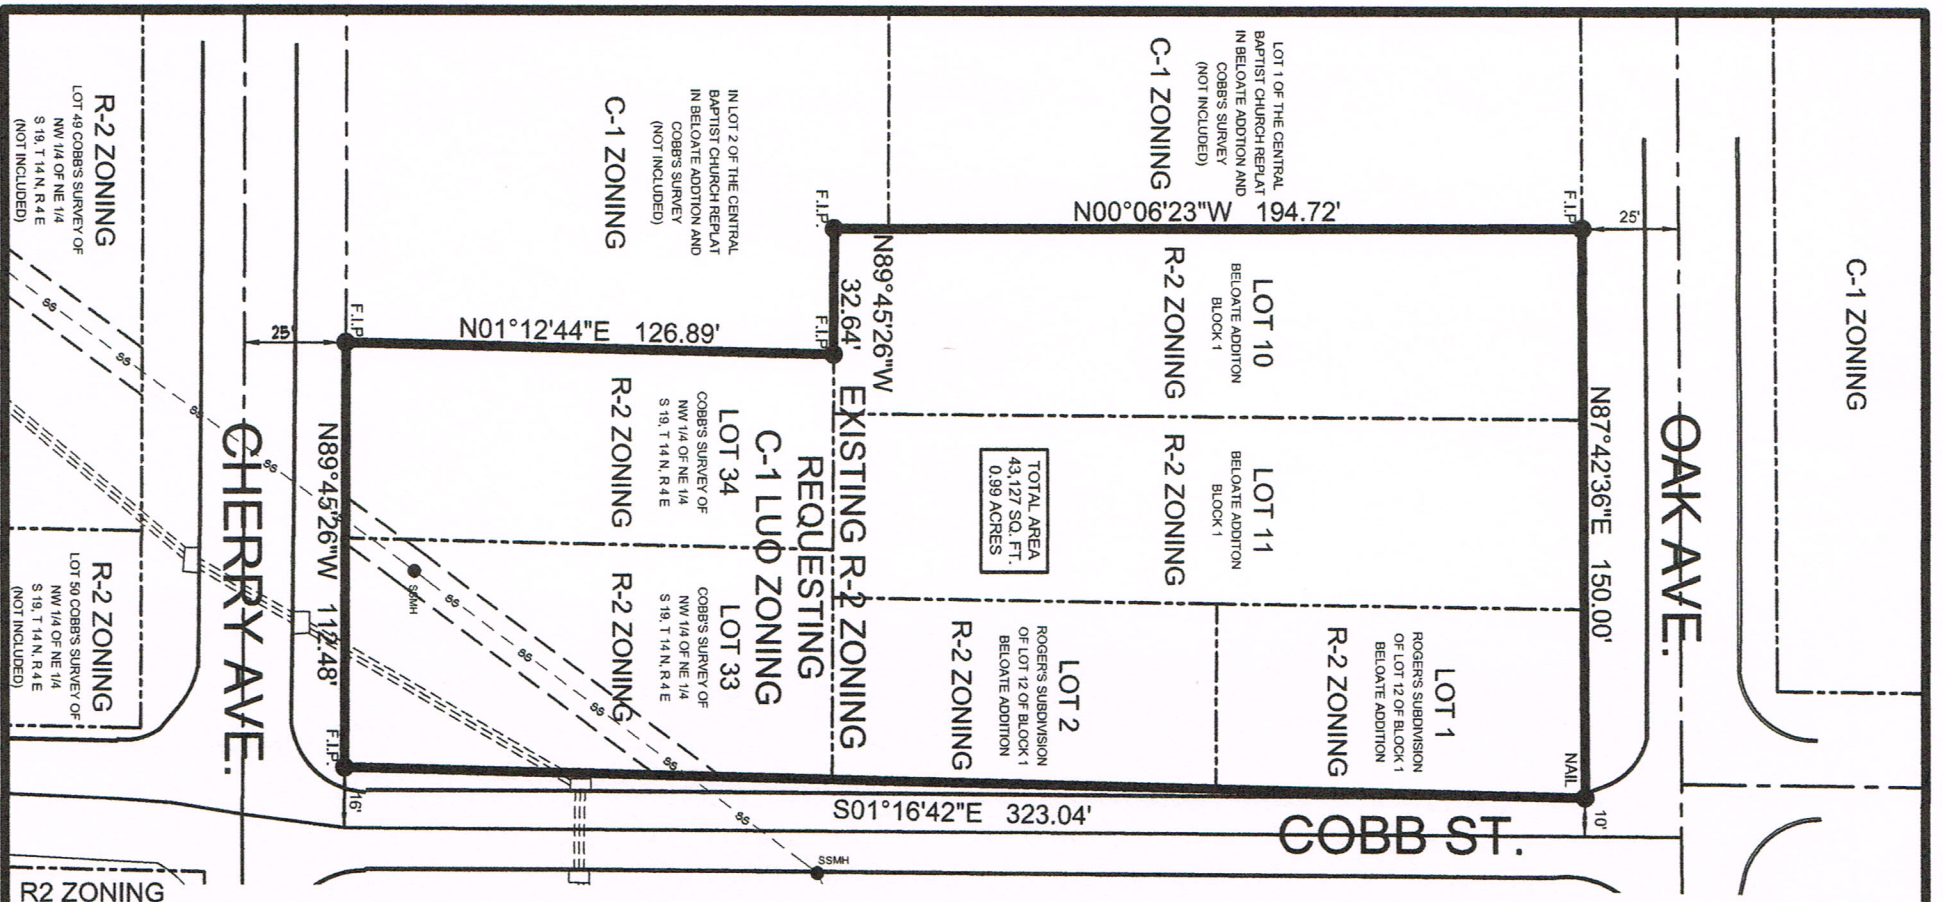 LOT 1 OF THE CENTRAL
BAPTIST CHURCH REPLAT
IN BELOATE ADDTION AND
COBB'S SURVEY
(NOT INCLUDED)
C-1 ZONING
IN LOT 2 OF THE CENTRAL
BAPTIST CHURCH REPLAT
IN BELOATE ADDTION AND
COBB'S SURVEY
(NOT INCLUDED)
C-1 ZONING
R-2 ZONING
LOT 49 COBB'S SURVEY OF
NW 1/4 OF NE 1/4
S 19, T 14 N, R 4 E
(NOT INCLUDED)
C-1 ZONING
F.I.P.
F.I.P.
N00°06'23"W 194.72'
25'
N89°45'26"W
32.64'
F.I.P.
F.I.P.
N01°12'44"E 126.89'
25'
LOT 10
BELOATE ADDITON
BLOCK 1
R-2 ZONING
LOT 11
BELOATE ADDITON
BLOCK 1
R-2 ZONING
TOTAL AREA
43,127 SQ. FT.
0.99 ACRES
N87°42'36"E 150.00'
OAK AVE.
EXISTING R-2 ZONING
REQUESTING
C-1 LUO ZONING
LOT 34
COBB'S SURVEY OF
NW 1/4 OF NE 1/4
S 19, T 14 N, R 4 E
R-2 ZONING
LOT 33
COBB'S SURVEY OF
NW 1/4 OF NE 1/4
S 19, T 14 N, R 4 E
R-2 ZONING
LOT 1
ROGER'S SUBDIVISION
OF LOT 12 OF BLOCK 1
BELOATE ADDITION
R-2 ZONING
LOT 2
ROGER'S SUBDIVISION
OF LOT 12 OF BLOCK 1
BELOATE ADDITION
R-2 ZONING
N89°45'26"W 112.48'
CHERRY AVE.
R-2 ZONING
LOT 50 COBB'S SURVEY OF
NW 1/4 OF NE 1/4
S 19, T 14 N, R 4 E
(NOT INCLUDED)
SS
SS
SS
SS
SSMH
SS
SS
SS
SS
SS
SSMH
F.I.P.
NAIL
16'
10'
S01°16'42"E 323.04'
COBB ST.
R2 ZONING